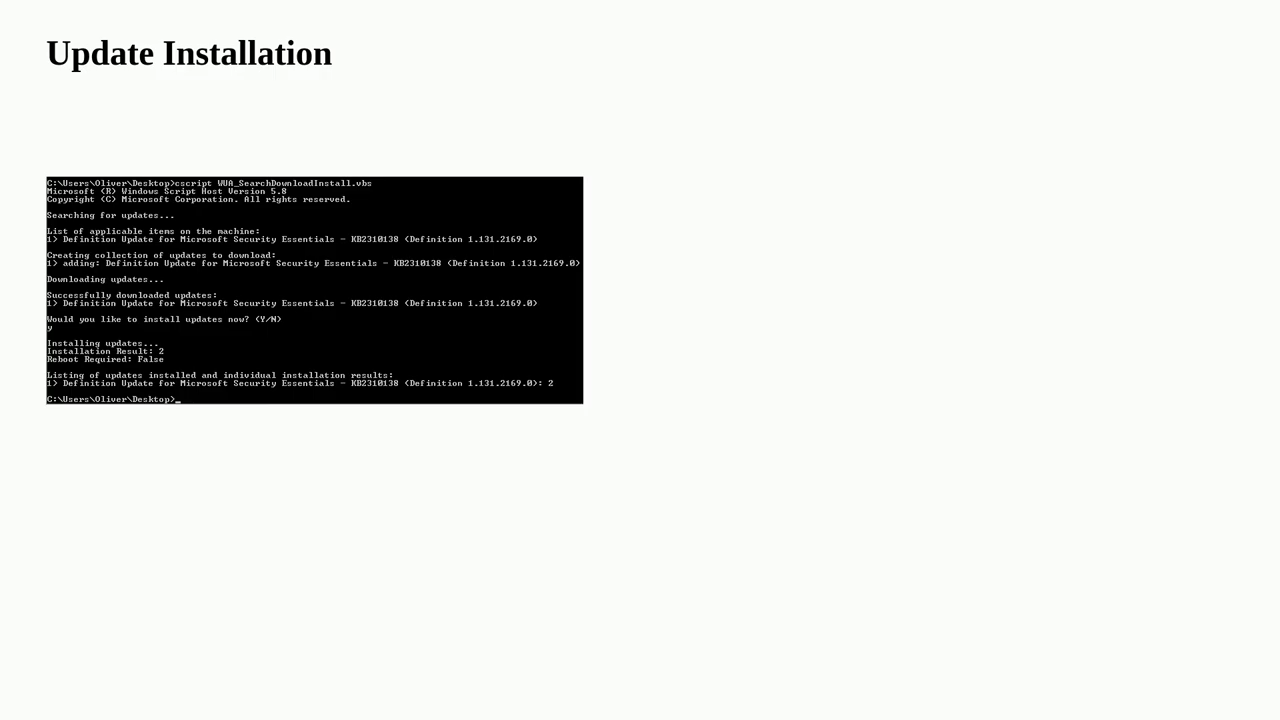 Update Installation
C:\Users\Oliver\Desktop>cscript WUA_SearchDownloadInstall.vbs
Microsoft (R) Windows Script Host Version 5.8
Copyright (C) Microsoft Corporation. All rights reserved.
Searching for updates...
List of applicable items on the machine:
1> Definition Update for Microsoft Security Essentials - KB2310138 (Definition 1.131.2169.0)
Creating collection of updates to download:
1> adding: Definition Update for Microsoft Security Essentials - KB2310138 (Definition 1.131.2169.0)
Downloading updates...
Successfully downloaded updates:
1> Definition Update for Microsoft Security Essentials - KB2310138 (Definition 1.131.2169.0)
Would you like to install updates now? (Y/N)
y
Installing updates...
Installation Result: 2
Reboot Required: False
Listing of updates installed and individual installation results:
1> Definition Update for Microsoft Security Essentials - KB2310138 (Definition 1.131.2169.0): 2
C:\Users\Oliver\Desktop>_